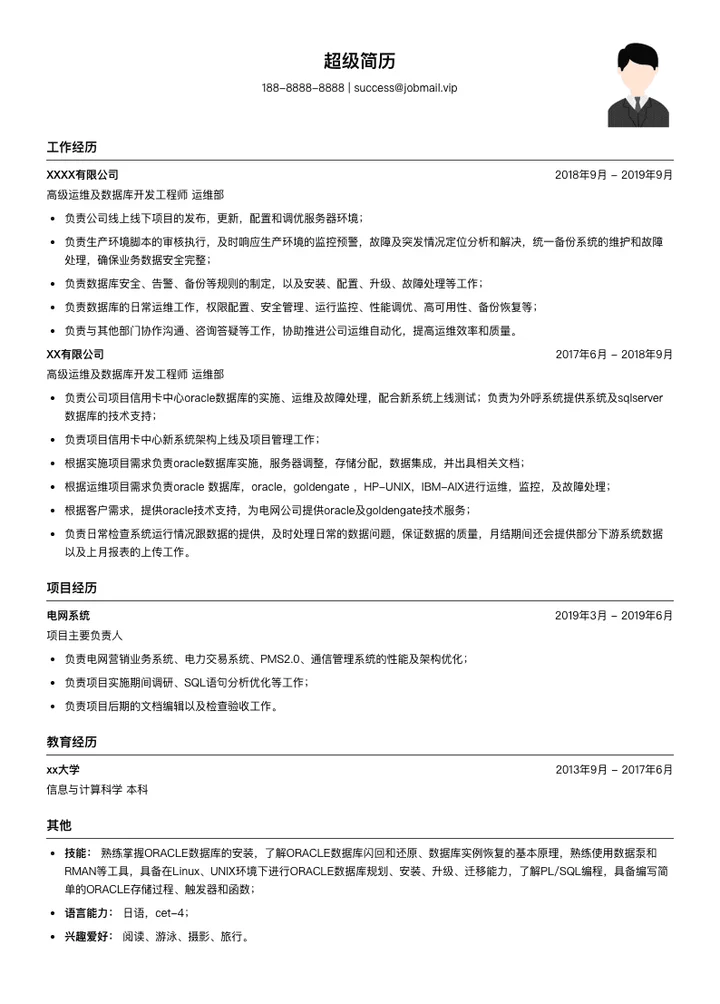 超级简历
188-8888-8888 | success@jobmail.vip
工作经历
XXXX有限公司 2018年9月 – 2019年9月
高级运维及数据库开发工程师 运维部
• 负责公司线上线下项目的发布，更新，配置和调优服务器环境；
• 负责生产环境脚本的审核执行，及时响应生产环境的监控预警，故障及突发情况定位分析和解决，统一备份系统的维护和故障
处理，确保业务数据安全完整；
• 负责数据库安全、告警、备份等规则的制定，以及安装、配置、升级、故障处理等工作；
• 负责数据库的日常运维工作，权限配置、安全管理、运行监控、性能调优、高可用性、备份恢复等；
• 负责与其他部门协作沟通、咨询答疑等工作，协助推进公司运维自动化，提高运维效率和质量。
XX有限公司 2017年6月 – 2018年9月
高级运维及数据库开发工程师 运维部
• 负责公司项目信用卡中心oracle数据库的实施、运维及故障处理，配合新系统上线测试；负责为外呼系统提供系统及sqlserver
数据库的技术支持；
• 负责项目信用卡中心新系统架构上线及项目管理工作；
• 根据实施项目需求负责oracle数据库实施，服务器调整，存储分配，数据集成，并出具相关文档；
• 根据运维项目需求负责oracle 数据库，oracle，goldengate ，HP-UNIX，IBM-AIX进行运维，监控，及故障处理；
• 根据客户需求，提供oracle技术支持，为电网公司提供oracle及goldengate技术服务；
• 负责日常检查系统运行情况跟数据的提供，及时处理日常的数据问题，保证数据的质量，月结期间还会提供部分下游系统数据
以及上月报表的上传工作。
项目经历
电网系统 2019年3月 – 2019年6月
项目主要负责人
• 负责电网营销业务系统、电力交易系统、PMS2.0、通信管理系统的性能及架构优化；
• 负责项目实施期间调研、SQL语句分析优化等工作；
• 负责项目后期的文档编辑以及检查验收工作。
教育经历
xx大学 2013年9月 – 2017年6月
信息与计算科学 本科
其他
• 技能： 熟练掌握ORACLE数据库的安装，了解ORACLE数据库闪回和还原、数据库实例恢复的基本原理，熟练使用数据泵和
RMAN等工具，具备在Linux、UNIX环境下进行ORACLE数据库规划、安装、升级、迁移能力，了解PL/SQL编程，具备编写简
单的ORACLE存储过程、触发器和函数；
• 语言能力： 日语，cet-4；
• 兴趣爱好： 阅读、游泳、摄影、旅行。